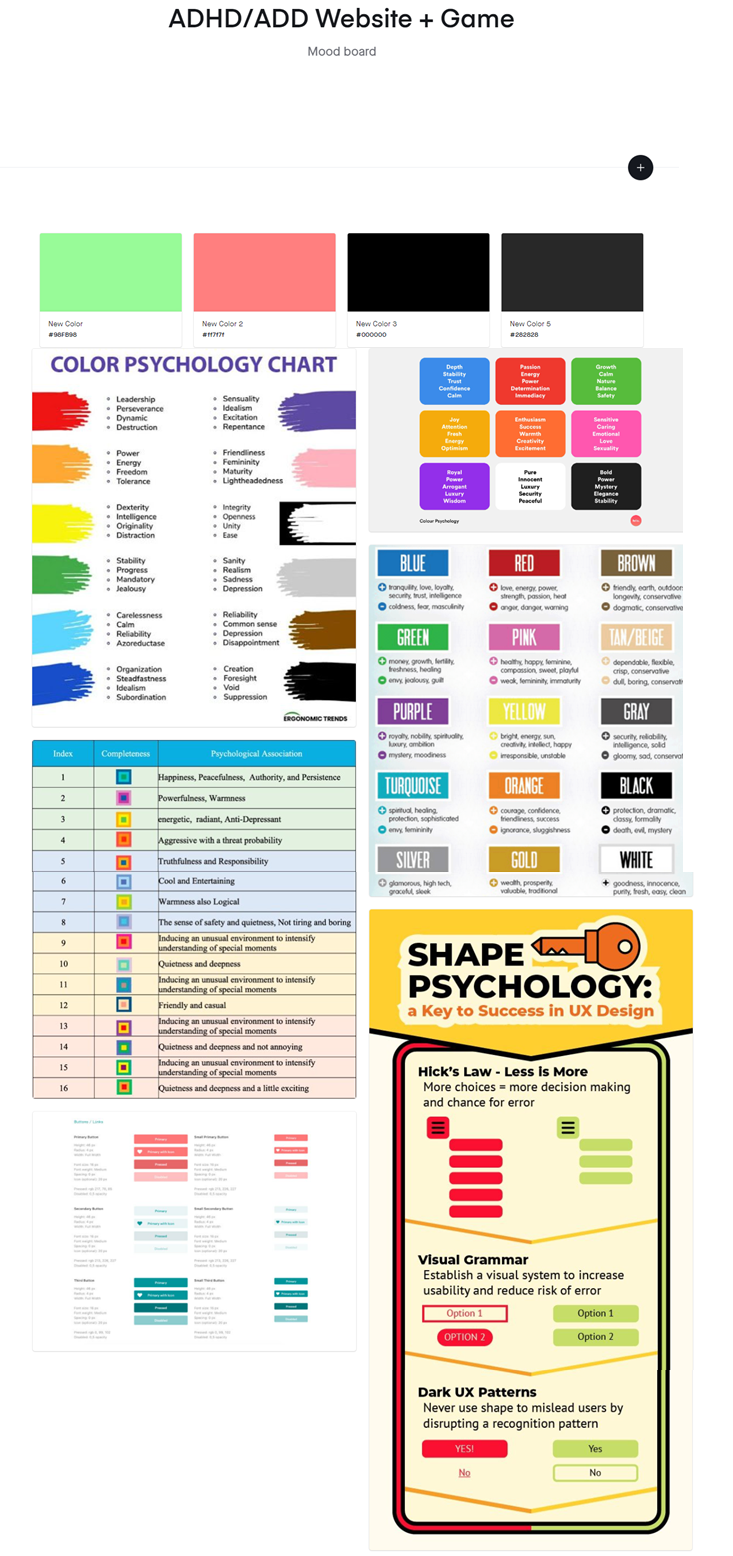 ADHD/ADD Website + Game
Mood board
+
New Color
#98FB98
New Color 2
#ff7f7f
New Color 3
#000000
New Color 5
#282828
COLOR PSYCHOLOGY CHART
Leadership
Perseverance
Dynamic
Destruction
Sensuality
Idealism
Excitation
Repentance
Power
Energy
Freedom
Tolerance
Friendliness
Femininity
Maturity
Lightheadedness
Dexterity
Intelligence
Originality
Distraction
Integrity
Openness
Unity
Ease
Stability
Progress
Mandatory
Jealousy
Sanity
Realism
Sadness
Depression
Carelessness
Calm
Reliability
Azoreductase
Reliability
Common sense
Depression
Disappointment
Organization
Steadfastness
Idealism
Subordination
Creation
Foresight
Void
Suppression
ERGONOMIC TRENDS
Depth
Stability
Trust
Confidence
Calm
Passion
Energy
Power
Determination
Immadiacy
Growth
Calm
Nature
Balance
Safety
Joy
Attention
Fresh
Energy
Optimism
Enthusiasm
Success
Warmth
Creativity
Excitement
Sensitive
Caring
Emotional
Love
Sexuality
Royal
Power
Arrogant
Luxury
Wisdom
Pure
Innocent
Luxury
Security
Peaceful
Bold
Power
Mystery
Elegance
Stability
Colour Psychology
BLUE
tranquility, love, loyalty,
security, trust, intelligence
coldness, fear, masculinity
RED
love, energy, power,
strength, passion, heat
anger, danger, warning
BROWN
friendly, earth, outdoors
longevity, conservative
dogmatic, conservative
GREEN
money, growth, fertility,
freshness, healing
envy, jealousy, guilt
PINK
healthy, happy, feminine,
compassion, sweet, playful
weak, femininity, immaturity
TAN/BEIGE
dependable, flexible,
crisp, conservative
dull, boring, conservati
PURPLE
royalty, nobility, spirituality,
luxury, ambition
mystery, moodiness
YELLOW
bright, energy, sun,
creativity, intellect, happy
irresponsible, unstable
GRAY
security, reliability,
intelligence, solid
gloomy, sad, conservat
TURQUOISE
spiritual, healing,
protection, sophisticated
envy, femininity
ORANGE
courage, confidence,
friendliness, success
ignorance, sluggishness
BLACK
protection, dramatic,
classy, formality
death, evil, mystery
SILVER
glamorous, high tech,
graceful, sleek
GOLD
wealth, prosperity,
valuable, traditional
WHITE
goodness, innocence,
purity, fresh, easy, clean
Index Completeness Psychological Association
1 Happiness, Peacefulness, Authority, and Persistence
2 Powerfulness, Warmness
3 energetic, radiant, Anti-Depressant
4 Aggressive with a threat probability
5 Truthfulness and Responsibility
6 Cool and Entertaining
7 Warmness also Logical
8 The sense of safety and quietness, Not tiring and boring
9 Inducing an unusual environment to intensify
understanding of special moments
10 Quietness and deepness
11 Inducing an unusual environment to intensify
understanding of special moments
12 Friendly and casual
13 Inducing an unusual environment to intensify
understanding of special moments
14 Quietness and deepness and not annoying
15 Inducing an unusual environment to intensify
understanding of special moments
16 Quietness and deepness and a little exciting
Buttons / Links
Primary Button
Small Primary Button
Primary
Primary with Icon
Pressed
Secondary Button
Small Secondary Button
Primary
Primary with Icon
Pressed
Third Button
Small Third Button
Primary
Primary with Icon
Pressed
SHAPE
PSYCHOLOGY:
a Key to Success in UX Design
Hick's Law - Less is More
More choices = more decision making
and chance for error
Visual Grammar
Establish a visual system to increase
usability and reduce risk of error
Option 1
Option 1
OPTION 2
Option 2
Dark UX Patterns
Never use shape to mislead users by
disrupting a recognition pattern
YES!
Yes
No
No